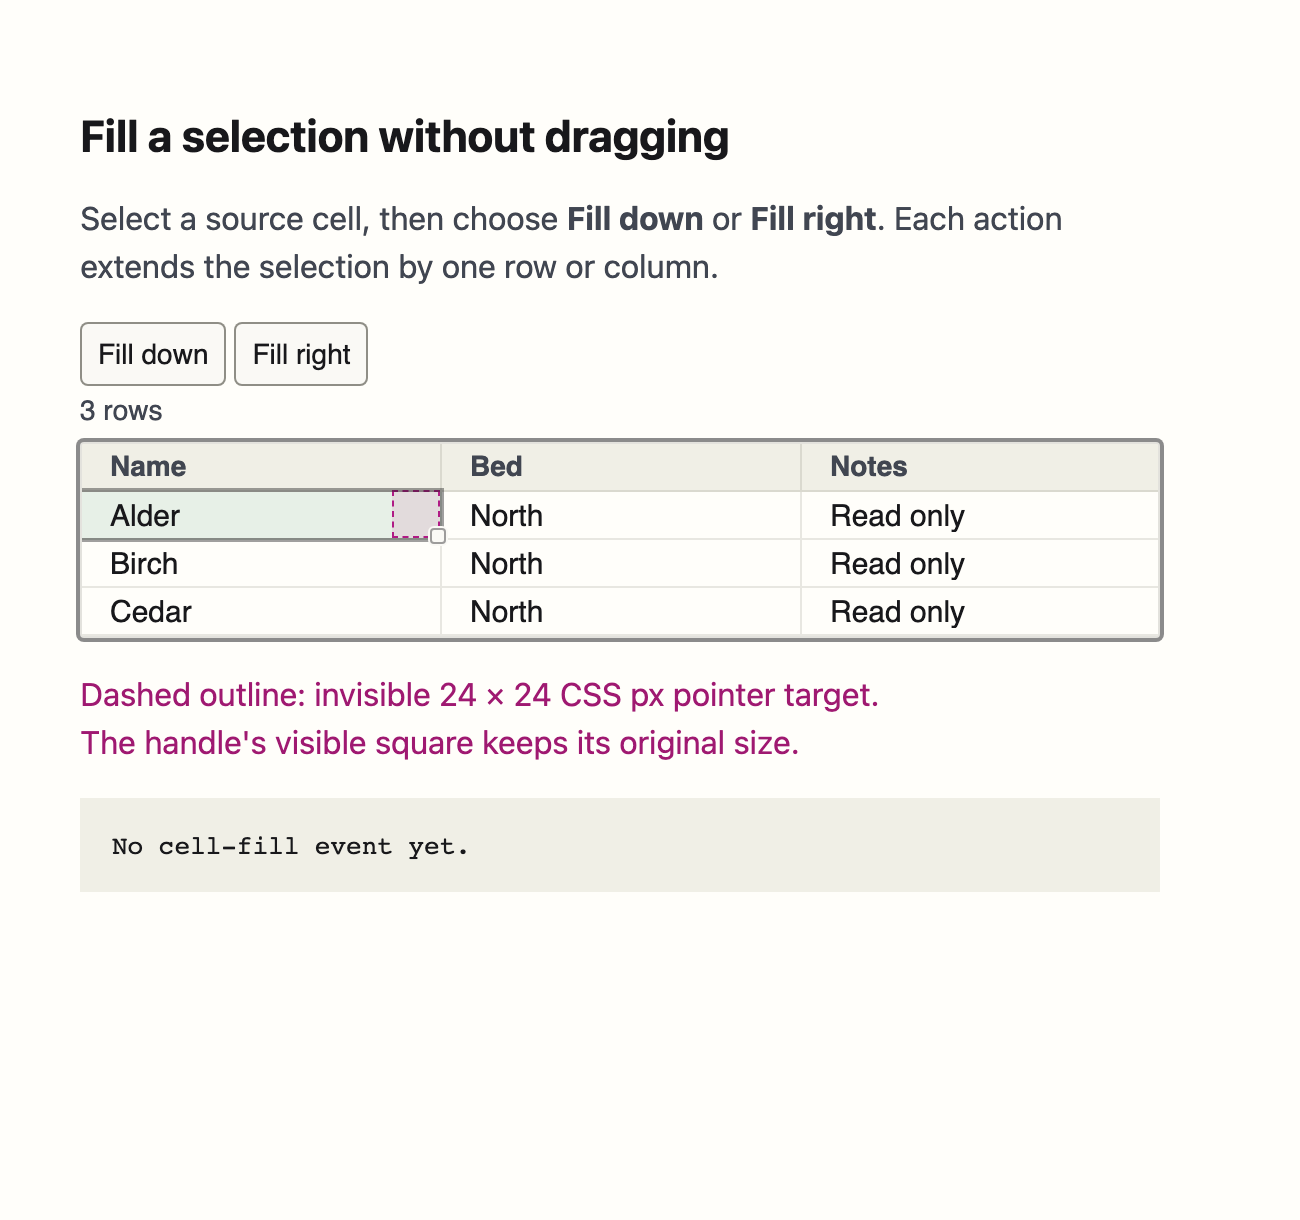 Fill a selection without dragging
Select a source cell, then choose Fill down or Fill right. Each action
extends the selection by one row or column.
Fill down Fill right
3 rows
Name Bed Notes
Alder North Read only
Birch North Read only
Cedar North Read only
Dashed outline: invisible 24 × 24 CSS px pointer target.
The handle's visible square keeps its original size.
No cell-fill event yet.